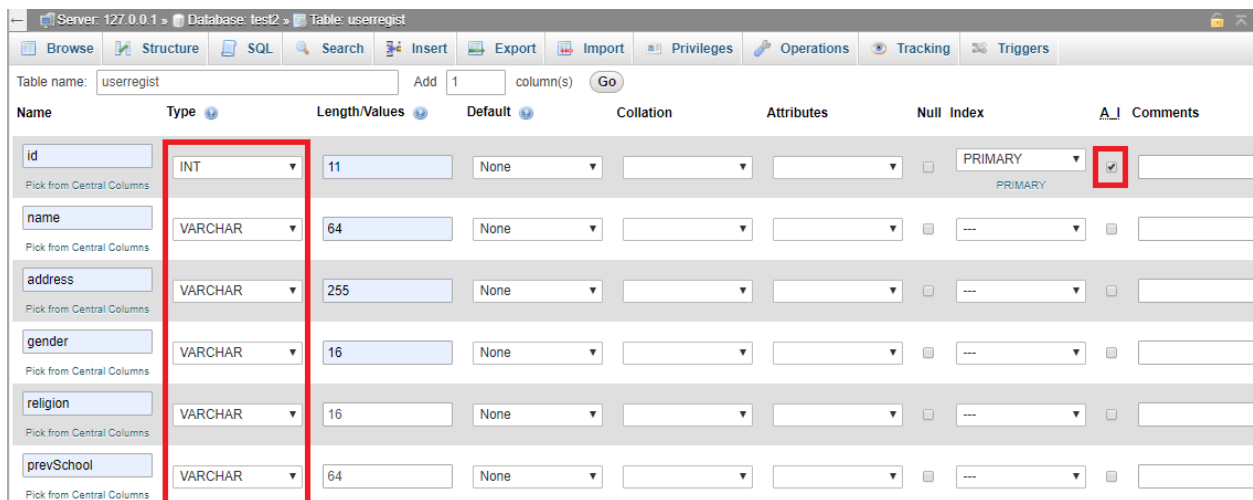 ← Server: 127.0.0.1 » Database: test2 » Table: userregist
Browse Structure SQL Search Insert Export Import Privileges Operations Tracking Triggers
Table name: userregist Add 1 column(s) Go
Name Type Length/Values Default Collation Attributes Null Index A_I Comments
id INT 11 None PRIMARY
Pick from Central Columns PRIMARY
name VARCHAR 64 None ---
Pick from Central Columns
address VARCHAR 255 None ---
Pick from Central Columns
gender VARCHAR 16 None ---
Pick from Central Columns
religion VARCHAR 16 None ---
Pick from Central Columns
prevSchool VARCHAR 64 None ---
Pick from Central Columns